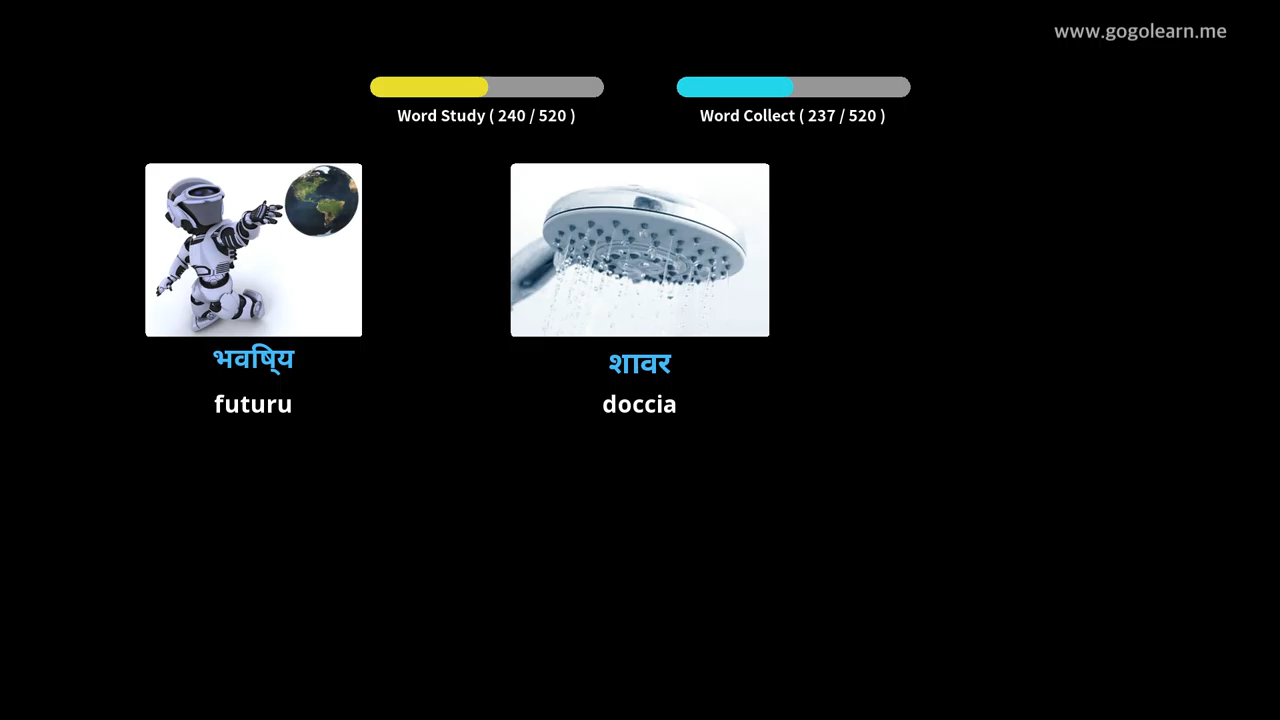 www.gogolearn.me
Word Study ( 240 / 520 )
Word Collect ( 237 / 520 )
भवष्यि
futuru
शावर
doccia